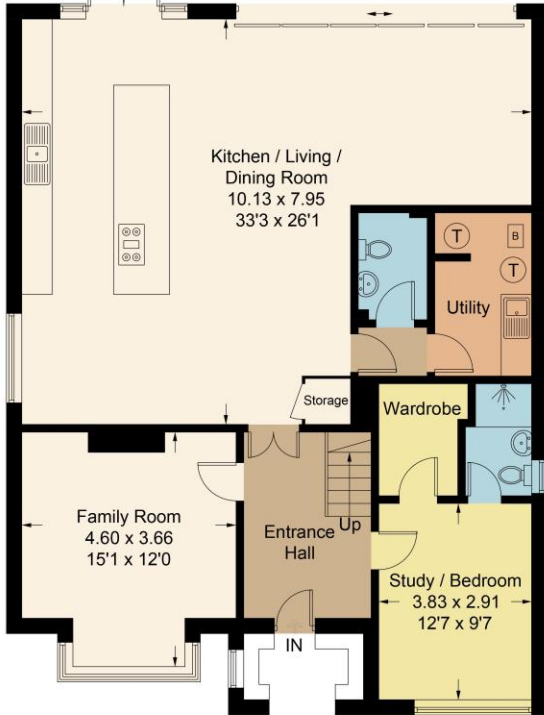 Kitchen / Living /
Dining Room
10.13 x 7.95
33'3 x 26'1
T
B
T
Utility
Storage
Wardrobe
Family Room
4.60 x 3.66
15'1 x 12'0
Entrance
Hall
Up
Study / Bedroom
3.83 x 2.91
12'7 x 9'7
IN